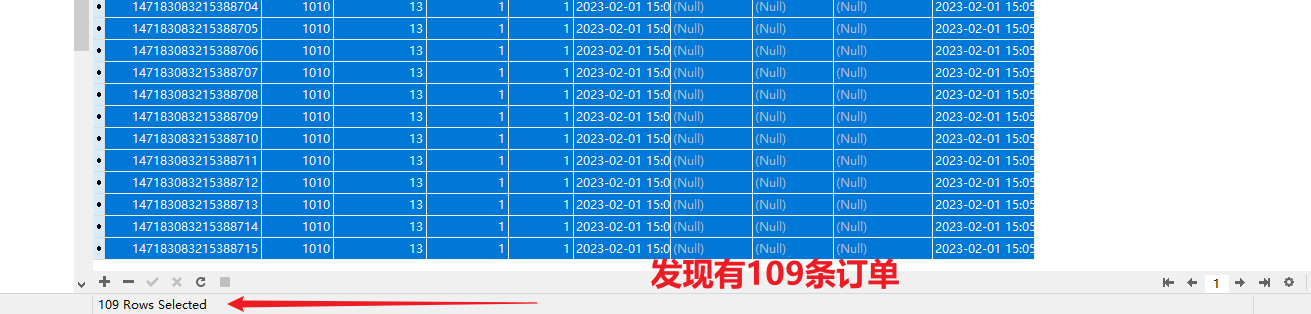 147183083215388704 1010 13 1 1 2023-02-01 15:0 (Null) (Null) (Null) 2023-02-01 15:05
147183083215388705 1010 13 1 1 2023-02-01 15:0 (Null) (Null) (Null) 2023-02-01 15:05
147183083215388706 1010 13 1 1 2023-02-01 15:0 (Null) (Null) (Null) 2023-02-01 15:05
147183083215388707 1010 13 1 1 2023-02-01 15:0 (Null) (Null) (Null) 2023-02-01 15:05
147183083215388708 1010 13 1 1 2023-02-01 15:0 (Null) (Null) (Null) 2023-02-01 15:05
147183083215388709 1010 13 1 1 2023-02-01 15:0 (Null) (Null) (Null) 2023-02-01 15:05
147183083215388710 1010 13 1 1 2023-02-01 15:0 (Null) (Null) (Null) 2023-02-01 15:05
147183083215388711 1010 13 1 1 2023-02-01 15:0 (Null) (Null) (Null) 2023-02-01 15:05
147183083215388712 1010 13 1 1 2023-02-01 15:0 (Null) (Null) (Null) 2023-02-01 15:05
147183083215388713 1010 13 1 1 2023-02-01 15:0 (Null) (Null) (Null) 2023-02-01 15:05
147183083215388714 1010 13 1 1 2023-02-01 15:0 (Null) (Null) (Null) 2023-02-01 15:05
147183083215388715 1010 13 1 1 2023-02-01 15:0 (Null) (Null) (Null) 2023-02-01 15:05
发现有109条订单
1
109 Rows Selected